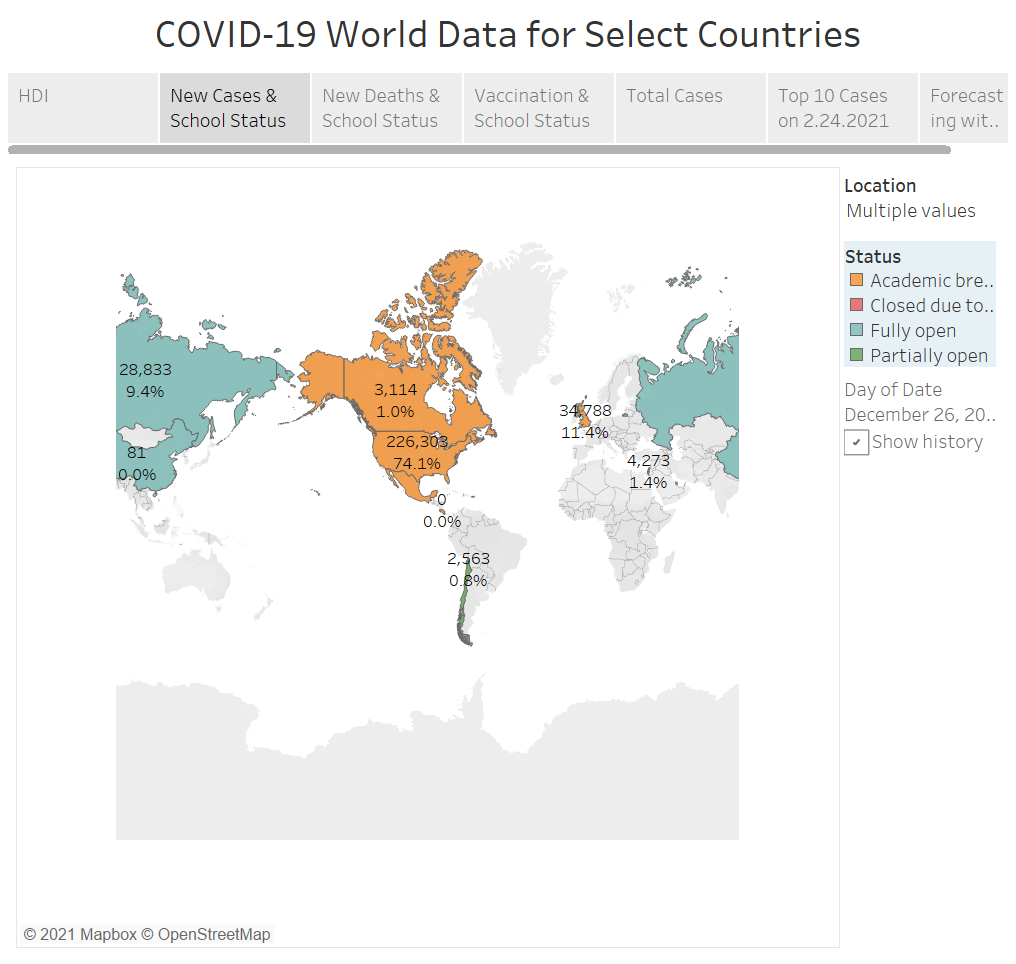 COVID-19 World Data for Select Countries
HDI
New Cases &
School Status
New Deaths &
School Status
Vaccination &
School Status
Total Cases
Top 10 Cases
on 2.24.2021
Forecast
ing wit..
Location
Multiple values
Status
Academic bre..
Closed due to..
Fully open
Partially open
Day of Date
December 26, 20..
Show history
28,833
9.4%
3,114
1.0%
34,788
11.4%
226,303
74.1%
81
0.0%
4,273
1.4%
0
0.0%
2,563
0.8%
© 2021 Mapbox © OpenStreetMap